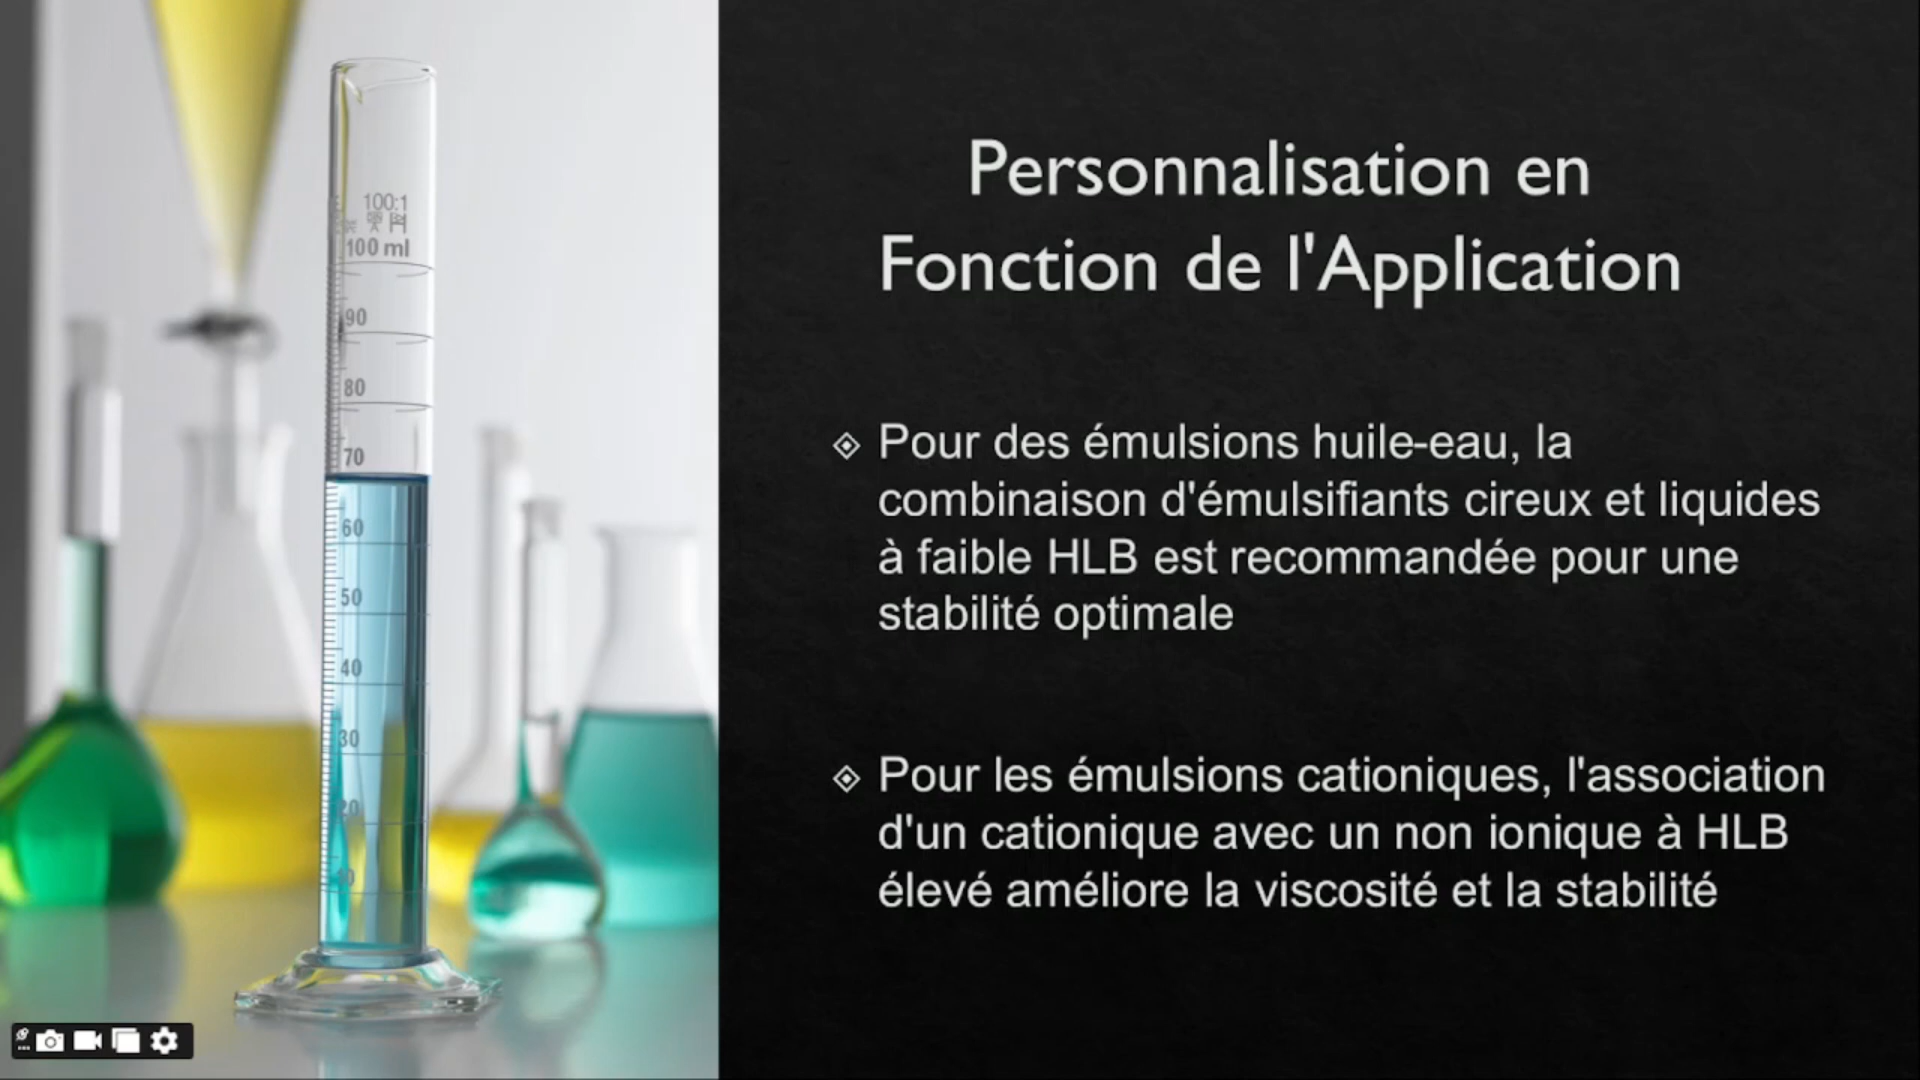 Personnalisation en
Fonction de l'Application
Pour des émulsions huile-eau, la
combinaison d'émulsifiants cireux et liquides
à faible HLB est recommandée pour une
stabilité optimale
Pour les émulsions cationiques, l'association
d'un cationique avec un non ionique à HLB
élevé améliore la viscosité et la stabilité
100:1
100 ml
90
80
70
60
50
40
30
20
10